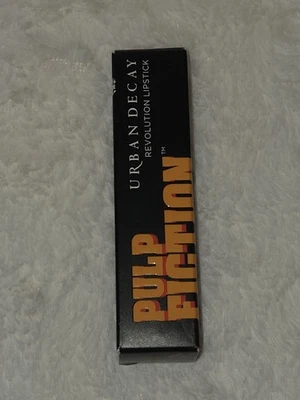 URBAN DECAY
REVOLUTION LIPSTICK
PULP
FICTION™